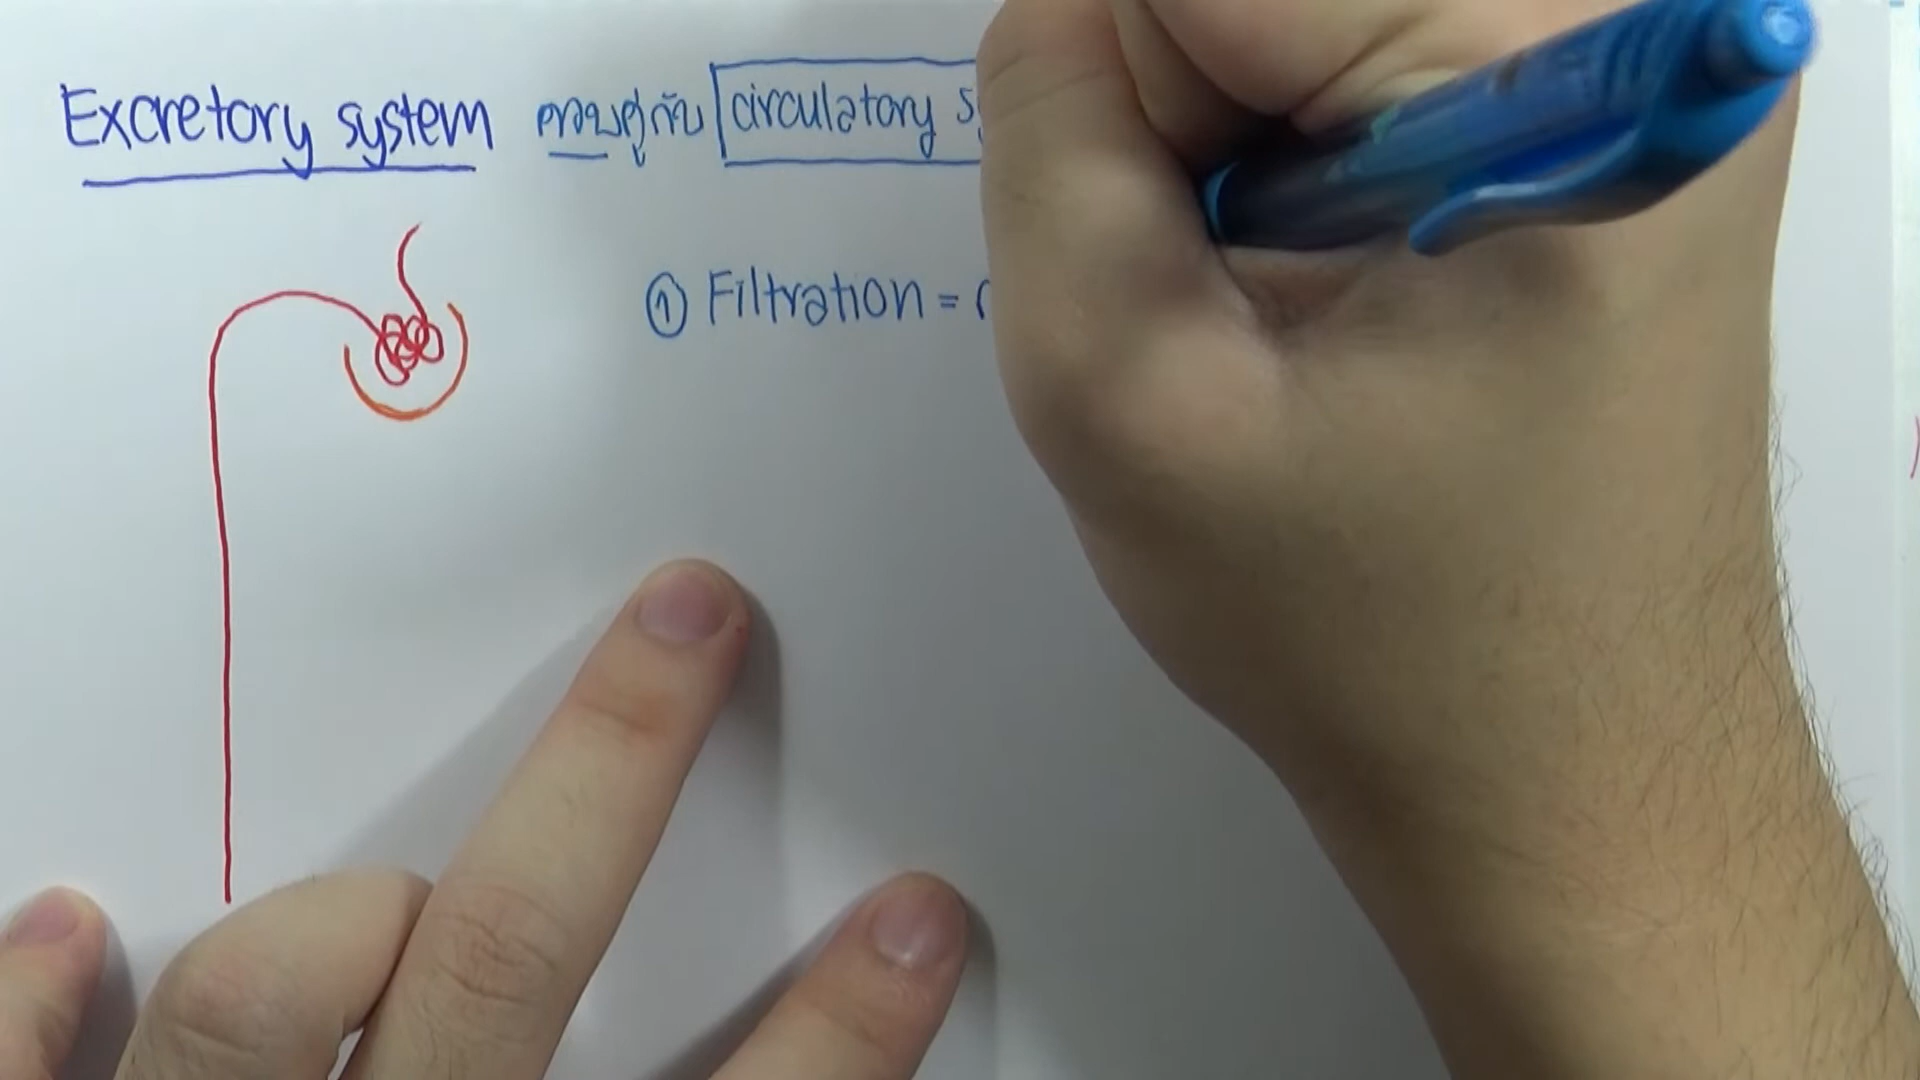 Excretory system ควบคู่กับ circulatory
① Filtration =